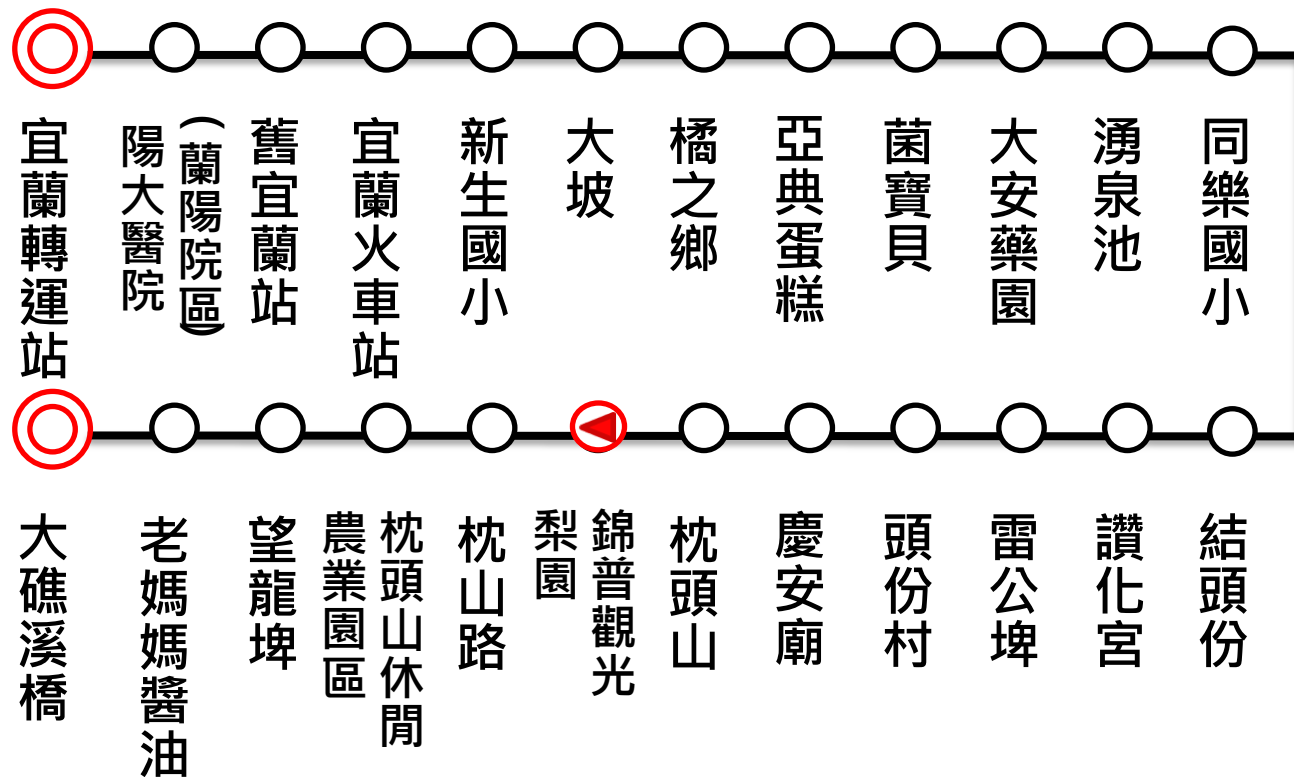 宜蘭轉運站
陽大醫院
（蘭陽院區）
舊宜蘭站
宜蘭火車站
新生國小
大坡
橘之鄉
亞典蛋糕
菌寶貝
大安藥園
湧泉池
同樂國小
結頭份
讚化宮
雷公埤
頭份村
慶安廟
枕頭山
錦普觀光
梨園
枕山路
枕頭山休閒
農業園區
望龍埤
老媽媽醬油
大礁溪橋